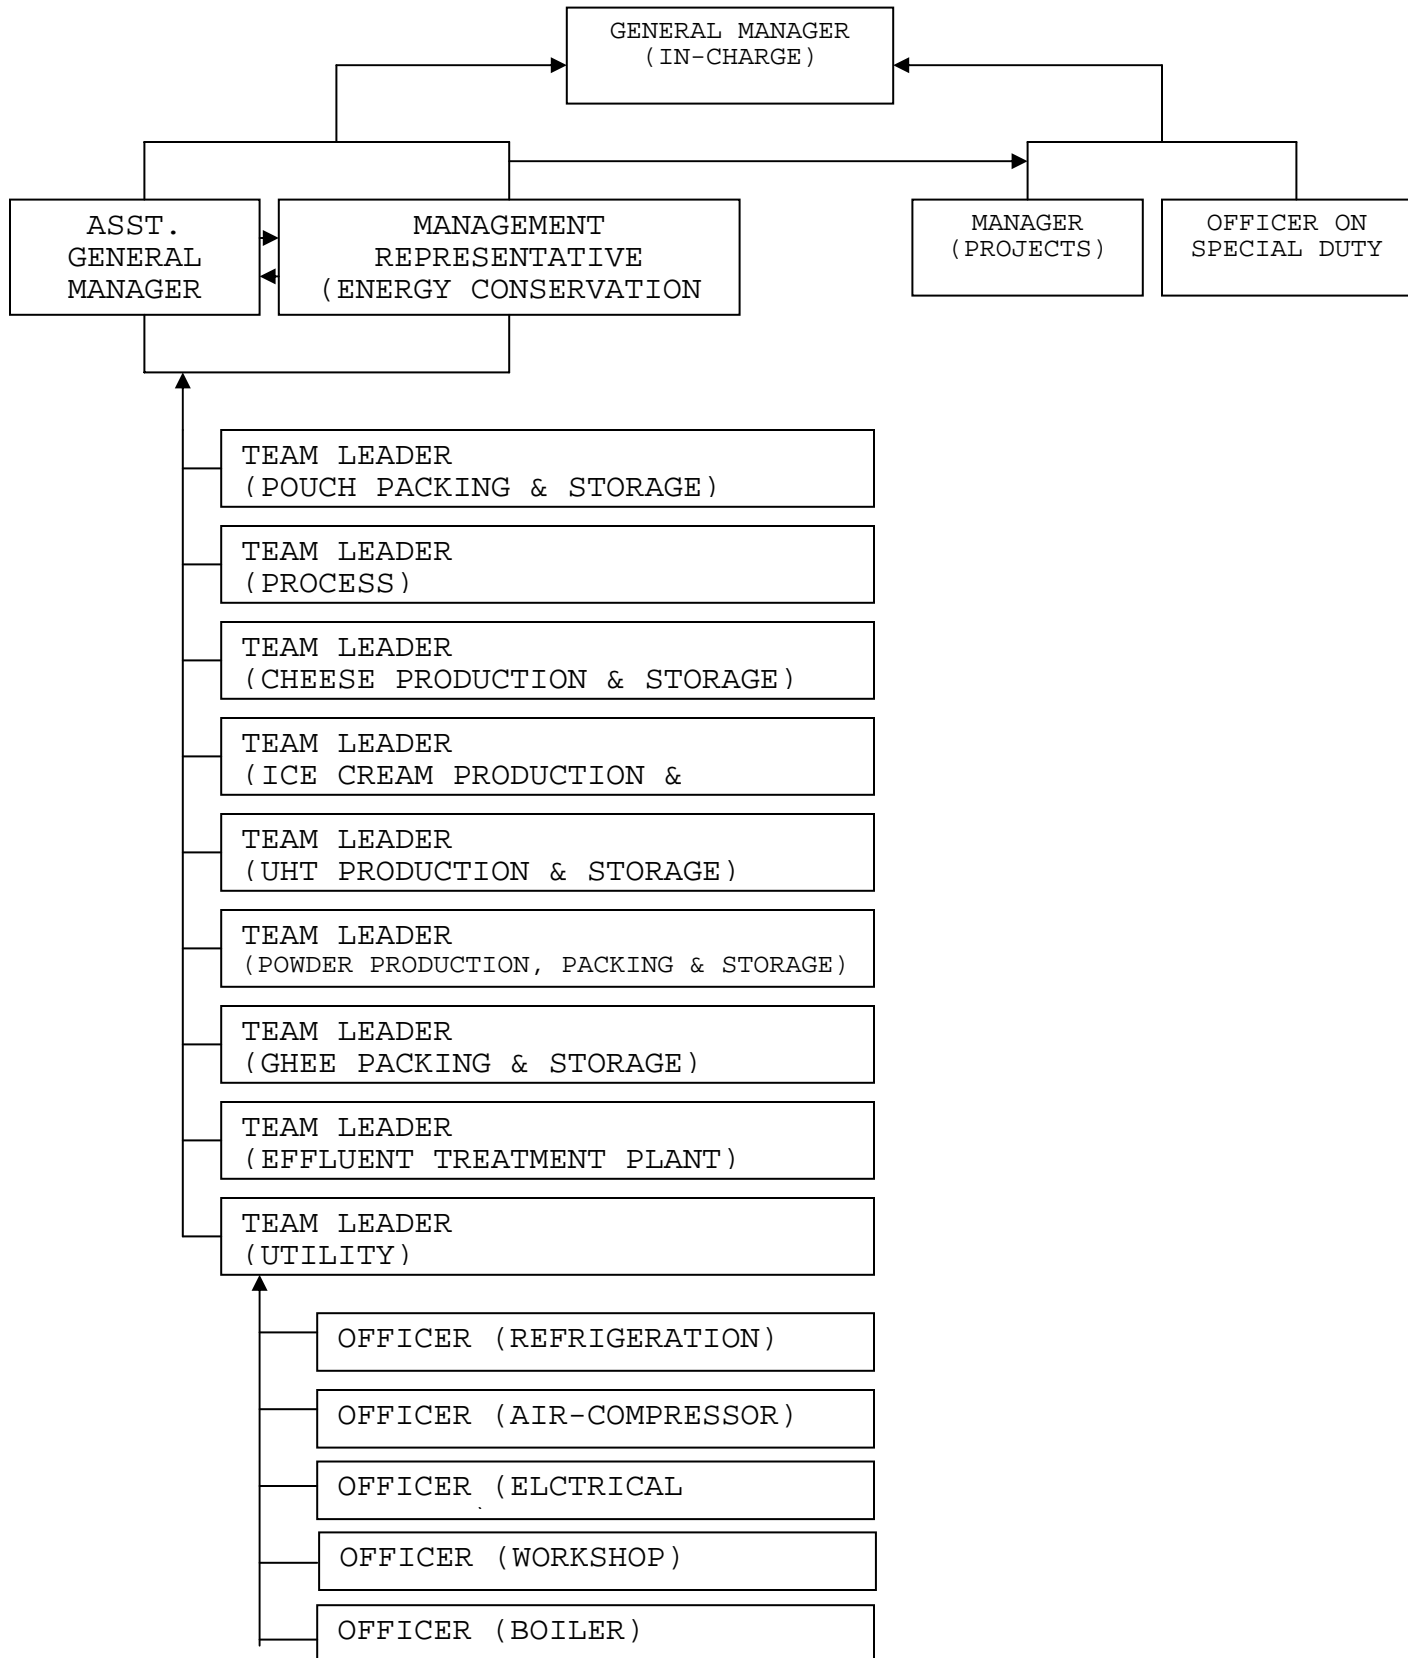 GENERAL MANAGER
(IN-CHARGE)
ASST.
GENERAL
MANAGER
MANAGEMENT
REPRESENTATIVE
(ENERGY CONSERVATION
MANAGER
(PROJECTS)
OFFICER ON
SPECIAL DUTY
TEAM LEADER
(POUCH PACKING & STORAGE)
TEAM LEADER
(PROCESS)
TEAM LEADER
(CHEESE PRODUCTION & STORAGE)
TEAM LEADER
(ICE CREAM PRODUCTION &
TEAM LEADER
(UHT PRODUCTION & STORAGE)
TEAM LEADER
(POWDER PRODUCTION, PACKING & STORAGE)
TEAM LEADER
(GHEE PACKING & STORAGE)
TEAM LEADER
(EFFLUENT TREATMENT PLANT)
TEAM LEADER
(UTILITY)
OFFICER (REFRIGERATION)
OFFICER (AIR-COMPRESSOR)
OFFICER (ELCTRICAL
OFFICER (WORKSHOP)
OFFICER (BOILER)